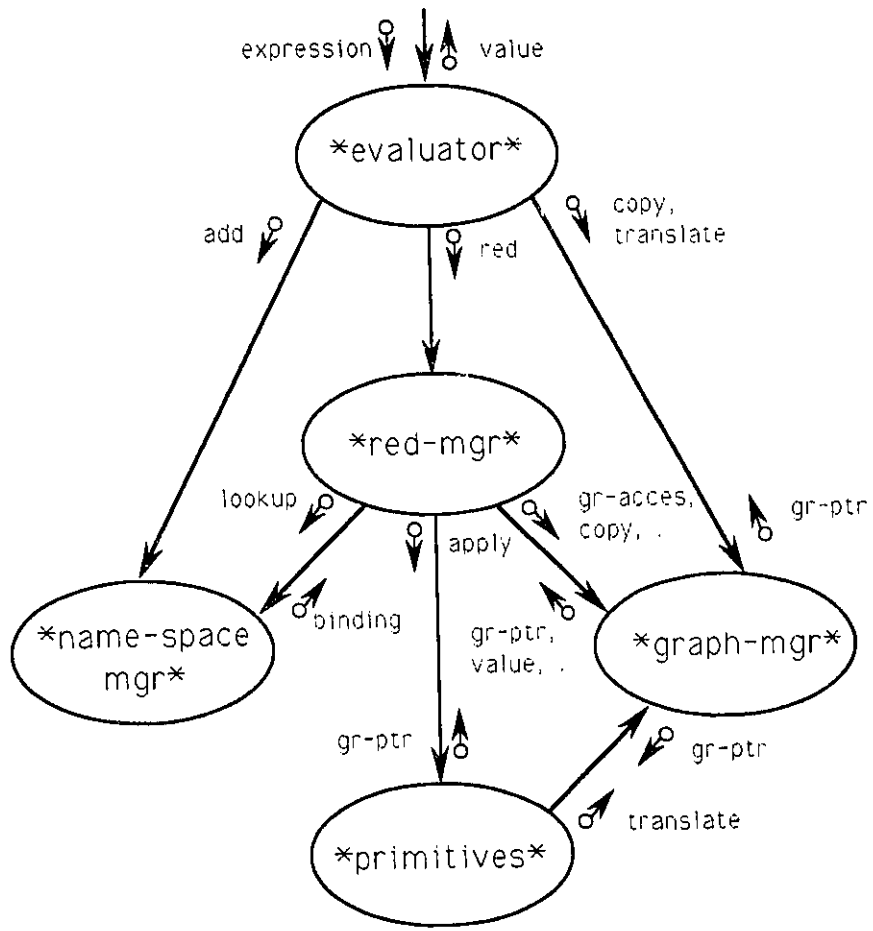 expression
value
*evaluator*
add
red
copy,
translate
*red-mgr*
lookup
gr-acces,
copy, .
gr-ptr
apply
binding
*name-space
mgr*
gr-ptr,
value, .
*graph-mgr*
gr-ptr
gr-ptr
translate
*primitives*